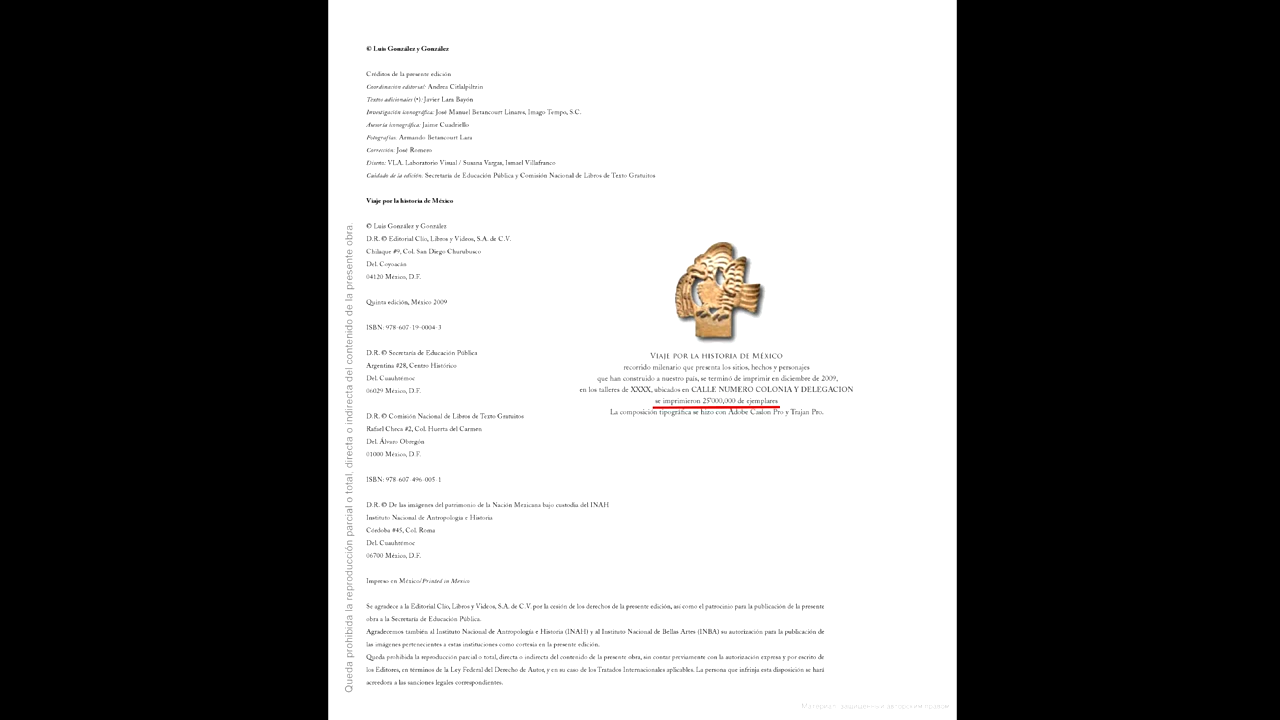 © Luis González y González
Créditos de la presente edición
Coordinación editorial: Andrea Citlalpiltzin
Textos adicionales (*): Javier Lara Bayón
Investigación iconográfica: José Manuel Betancourt Linares, Imago Tempo, S.C.
Asesoría iconográfica: Jaime Cuadriello
Fotografías: Armando Betancourt Lara
Corrección: José Romero
Diseño: VLA. Laboratorio Visual / Susana Vargas, Ismael Villafranco
Cuidado de la edición: Secretaría de Educación Pública y Comisión Nacional de Libros de Texto Gratuitos
Viaje por la historia de México
© Luis González y González
D.R. © Editorial Clío, Libros y Videos, S.A. de C.V.
Chilaque #9, Col. San Diego Churubusco
Del. Coyoacán
04120 México, D.F.
Quinta edición, México 2009
ISBN: 978-607-19-0004-3
D.R. © Secretaría de Educación Pública
Argentina #28, Centro Histórico
Del. Cuauhtémoc
06029 México, D.F.
D.R. © Comisión Nacional de Libros de Texto Gratuitos
Rafael Checa #2, Col. Huerta del Carmen
Del. Álvaro Obregón
01000 México, D.F.
ISBN: 978-607-496-005-1
D.R. © De las imágenes del patrimonio de la Nación Mexicana bajo custodia del INAH
Instituto Nacional de Antropología e Historia
Córdoba #45, Col. Roma
Del. Cuauhtémoc
06700 México, D.F.
Impreso en México/Printed in Mexico
Se agradece a la Editorial Clío, Libros y Videos, S.A. de C.V. por la cesión de los derechos de la presente edición, así como el patrocinio para la publicación de la presente
obra a la Secretaría de Educación Pública.
Agradecemos también al Instituto Nacional de Antropología e Historia (INAH) y al Instituto Nacional de Bellas Artes (INBA) su autorización para la publicación de
las imágenes pertenecientes a estas instituciones como cortesía en la presente edición.
Queda prohibida la reproducción parcial o total, directa o indirecta del contenido de la presente obra, sin contar previamente con la autorización expresa y por escrito de
los Editores, en términos de la Ley Federal del Derecho de Autor, y en su caso de los Tratados Internacionales aplicables. La persona que infrinja esta disposición se hará
acreedora a las sanciones legales correspondientes.
VIAJE POR LA HISTORIA DE MÉXICO
recorrido milenario que presenta los sitios, hechos y personajes
que han construido a nuestro país, se terminó de imprimir en diciembre de 2009,
en los talleres de XXXX, ubicados en CALLE NUMERO COLONIA Y DELEGACION
se imprimieron 25'000,000 de ejemplares
La composición tipográfica se hizo con Adobe Caslon Pro y Trajan Pro.
Queda prohibida la reproducción parcial o total, directa o indirecta del contenido de la presente obra.